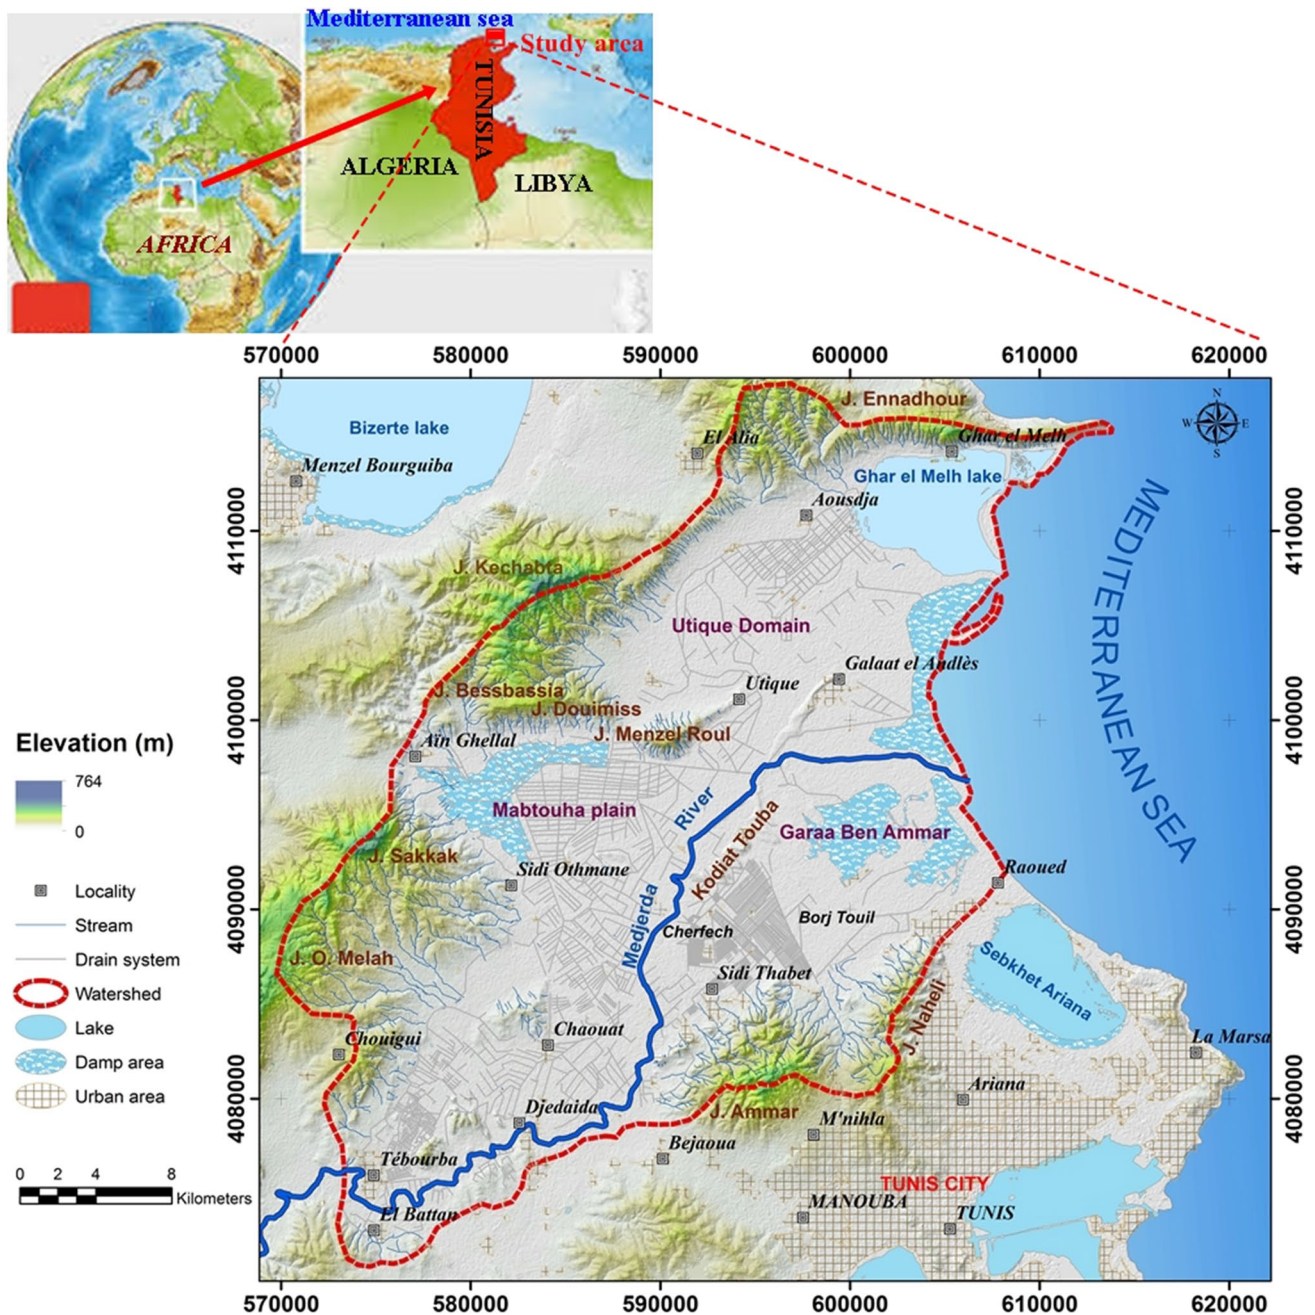 Mediterranean sea
Study area
TUNISIA
ALGERIA
LIBYA
AFRICA
570000 580000 590000 600000 610000 620000
J. Ennadhour
N
W E
S
Bizerte lake
El Alia
Ghar el Melh
Menzel Bourguiba
Ghar el Melh lake
Aousdja
4110000
4110000
MEDITERRANEAN SEA
J. Kechabta
Utique Domain
Galaat el Andlès
Utique
J. Bessbassia
J. Douimiss
4100000
4100000
J. Menzel Roul
Aïn Ghellal
Mabtouha plain
River
Kodiat Touba
Garaa Ben Ammar
J. Sakkak
Sidi Othmane
Raoued
4090000
4090000
Medjerda
Borj Touil
Cherfech
J. O. Melah
Sidi Thabet
Sebkhet Ariana
J. Naheli
Chaouat
Chouigui
La Marsa
4080000
4080000
Ariana
Djedaida
J. Ammar
M'nihla
Bejaoua
Tébourba
TUNIS CITY
MANOUBA
TUNIS
El Battan
570000 580000 590000 600000 610000 620000
Elevation (m)
764
0
Locality
Stream
Drain system
Watershed
Lake
Damp area
Urban area
0 2 4 8
Kilometers